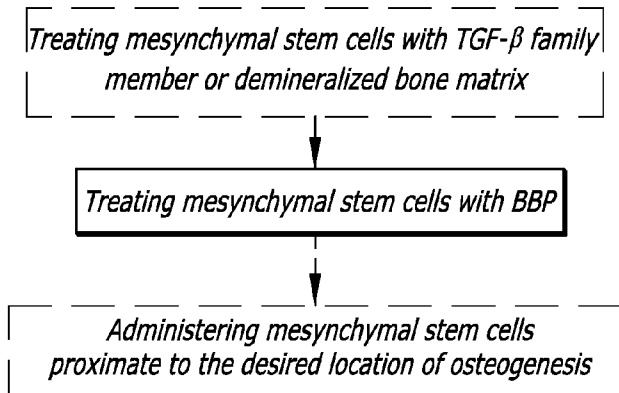 Treating mesynchymal stem cells with TGF-β family
member or demineralized bone matrix
Treating mesynchymal stem cells with BBP
Administering mesynchymal stem cells
proximate to the desired location of osteogenesis